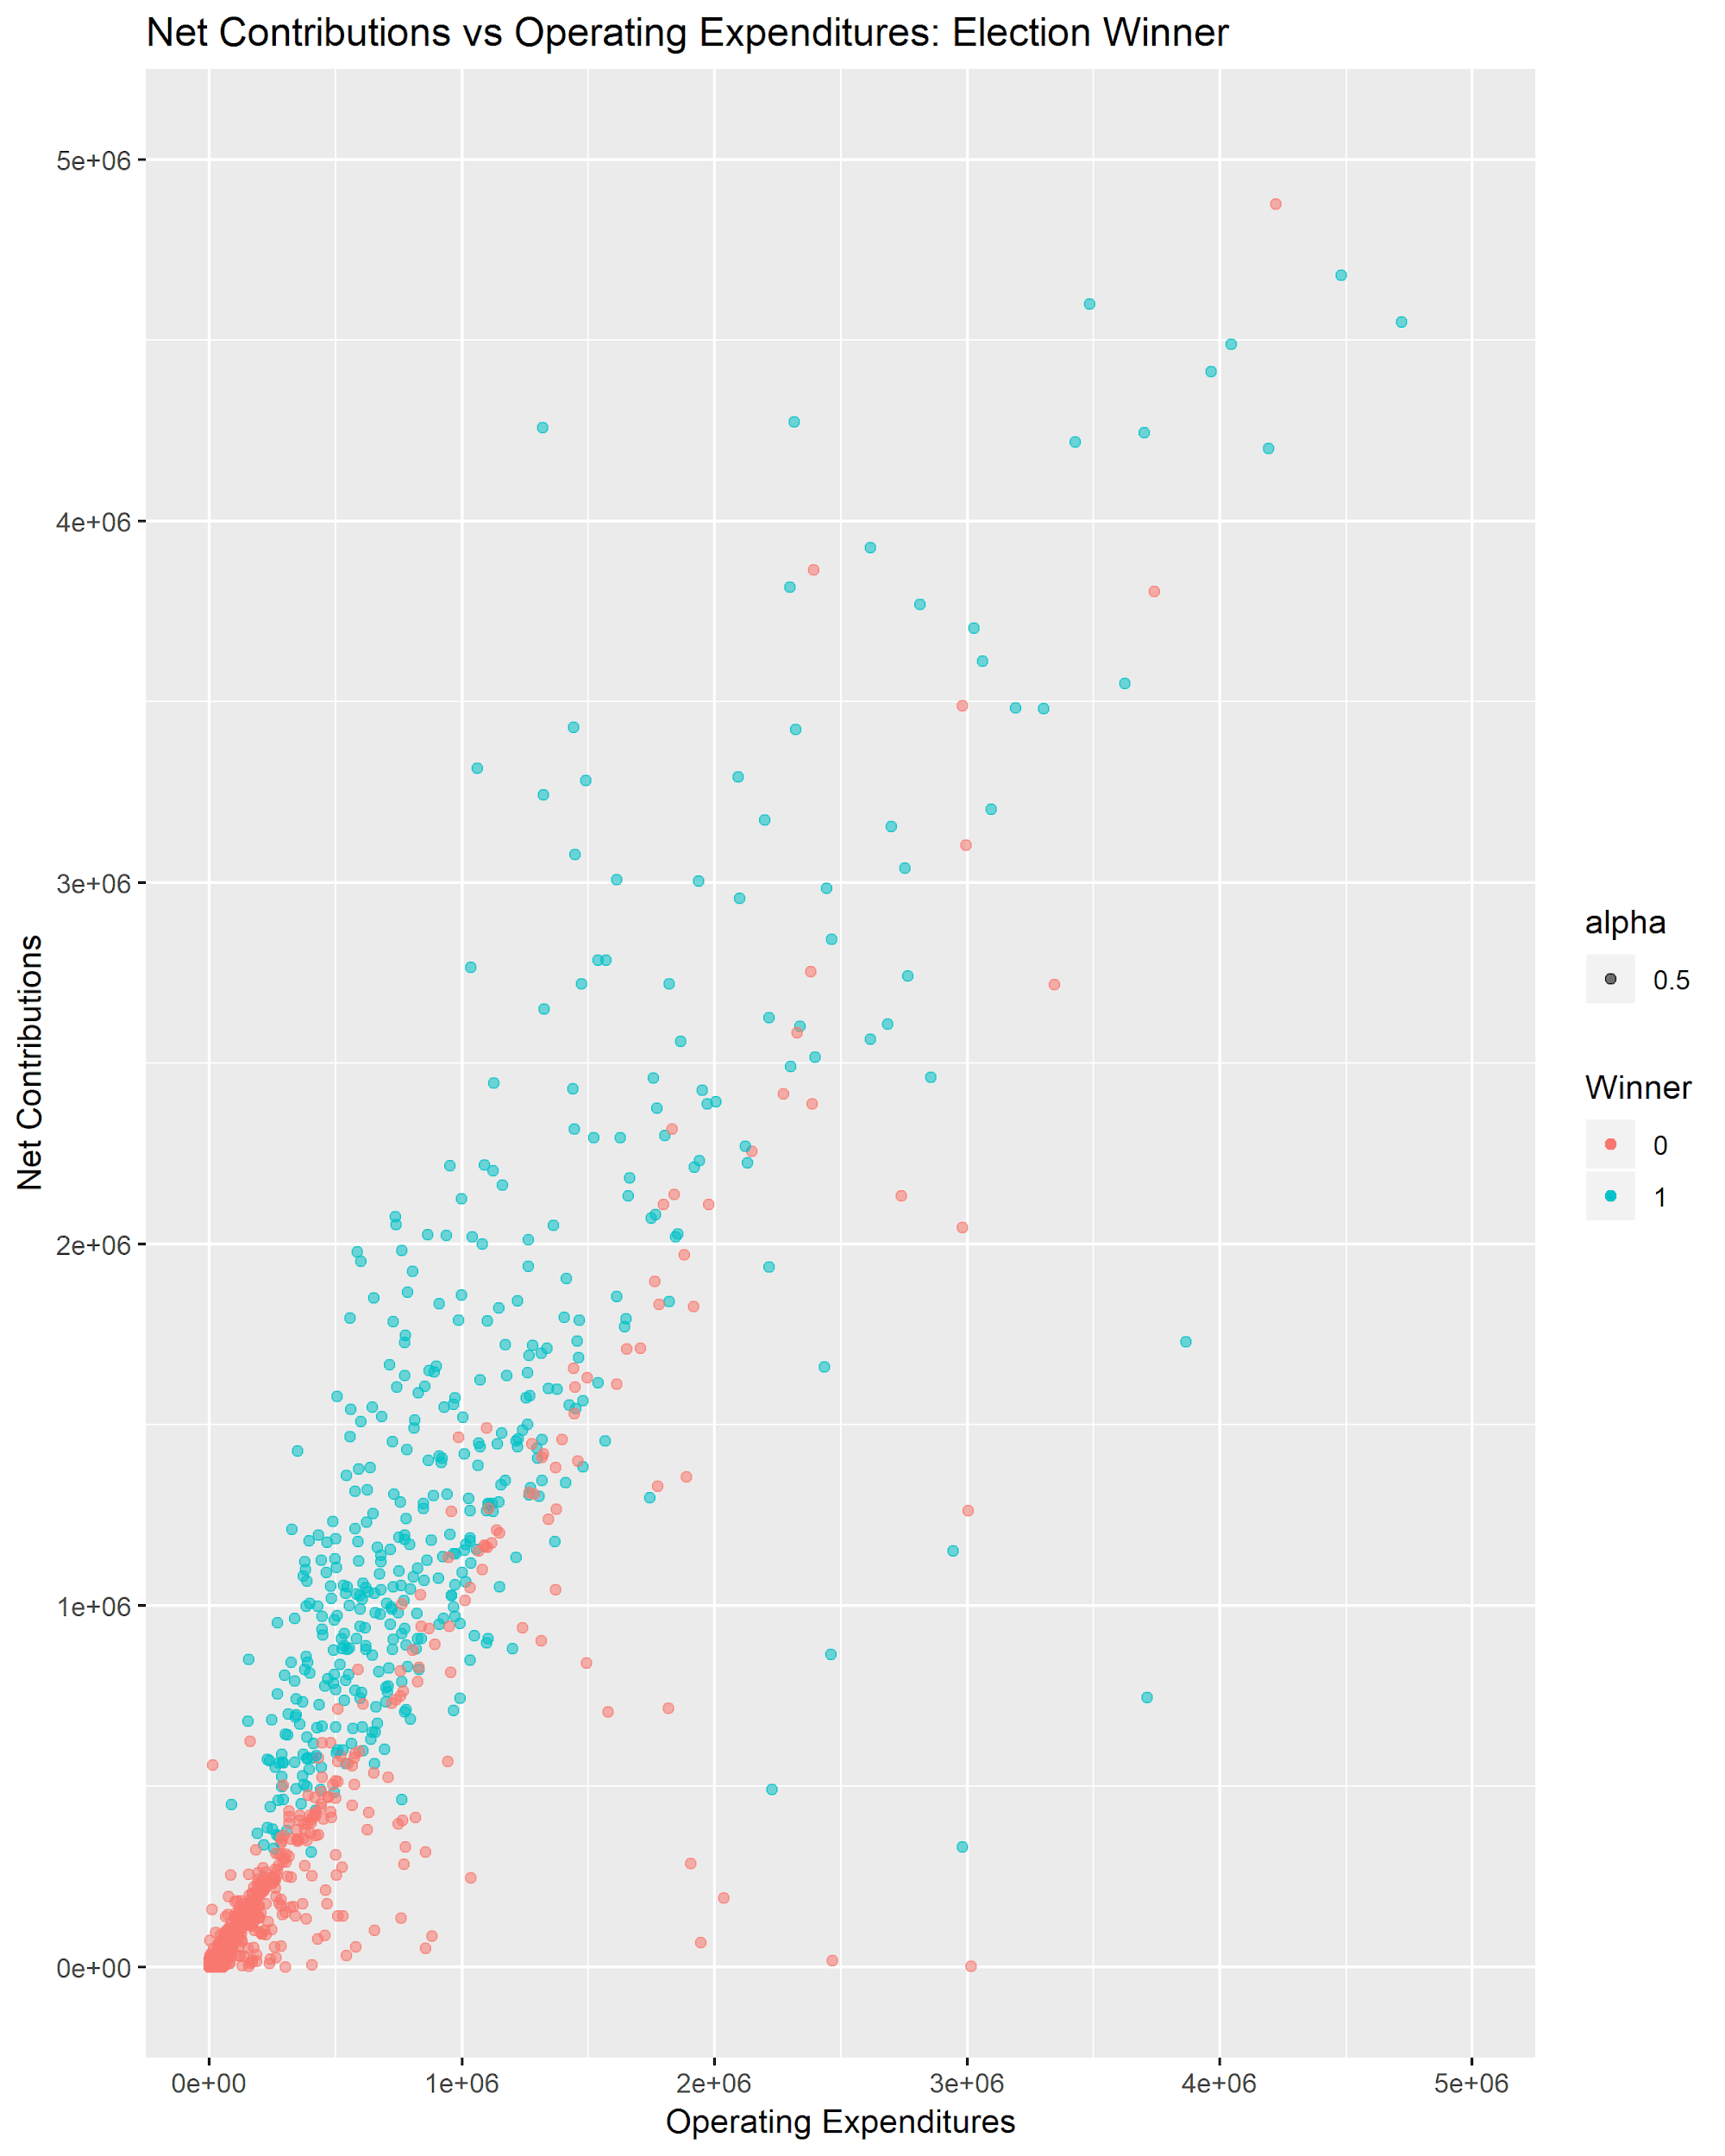 Net Contributions vs Operating Expenditures: Election Winner
Net Contributions
5e+06
4e+06
3e+06
2e+06
1e+06
0e+00
0e+00 1e+06 2e+06 3e+06 4e+06 5e+06
Operating Expenditures
alpha
0.5
Winner
0
1